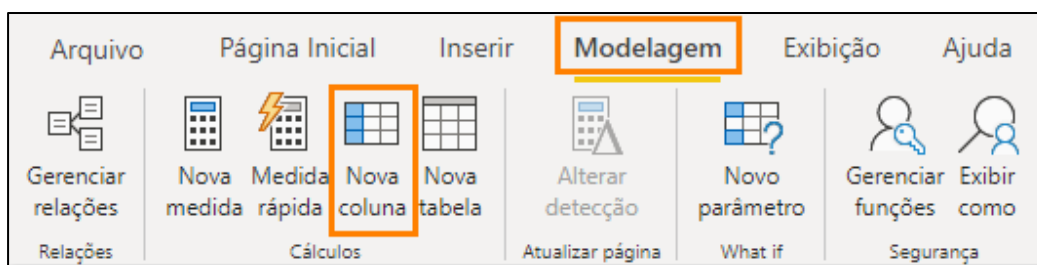 Arquivo Página Inicial Inserir Modelagem Exibição Ajuda
Gerenciar Nova Medida Nova Nova Alterar Novo Gerenciar Exibir
relações medida rápida coluna tabela detecção parâmetro funções como
Relações Cálculos Atualizar página What if Segurança